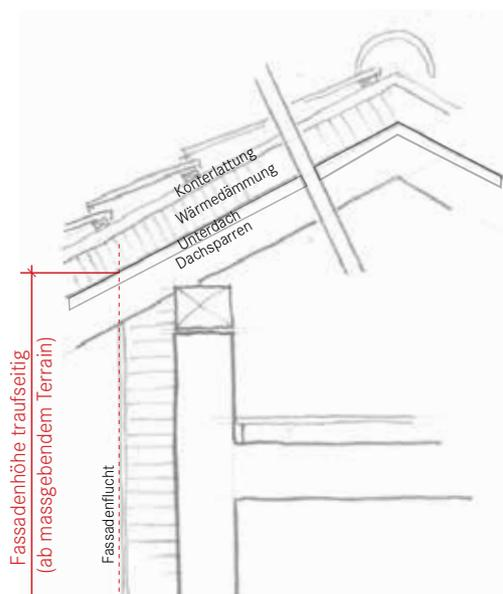 Konterlattung
Wärmedämmung
Unterdach
Dachsparren
Fassadenhöhe traufseitig
(ab massgebendem Terrain)
Fassadenflucht